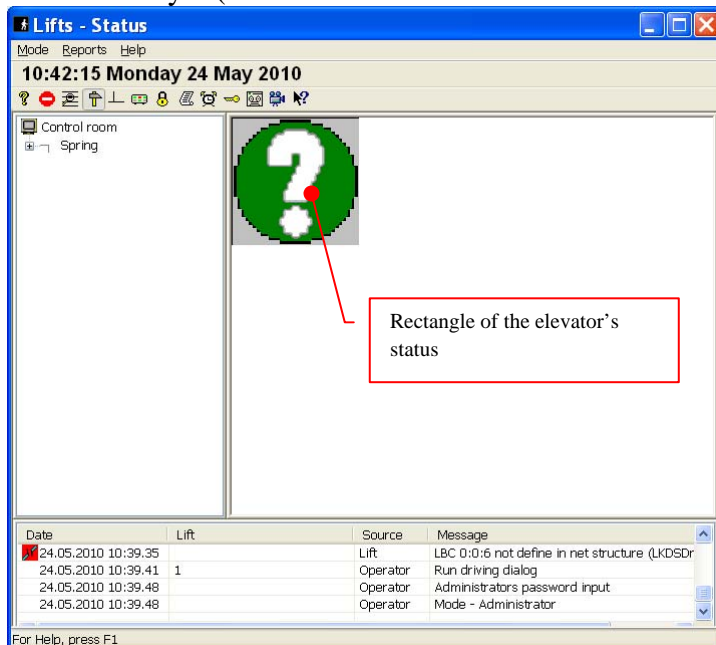 Lifts - Status
Mode Reports Help
10:42:15 Monday 24 May 2010
Control room
Spring
Rectangle of the elevator’s
status
Date Lift Source Message
24.05.2010 10:39.35 Lift LBC 0:0:6 not define in net structure (LKDSDr
24.05.2010 10:39.41 1 Operator Run driving dialog
24.05.2010 10:39.48 Operator Administrators password input
24.05.2010 10:39.48 Operator Mode - Administrator
For Help, press F1